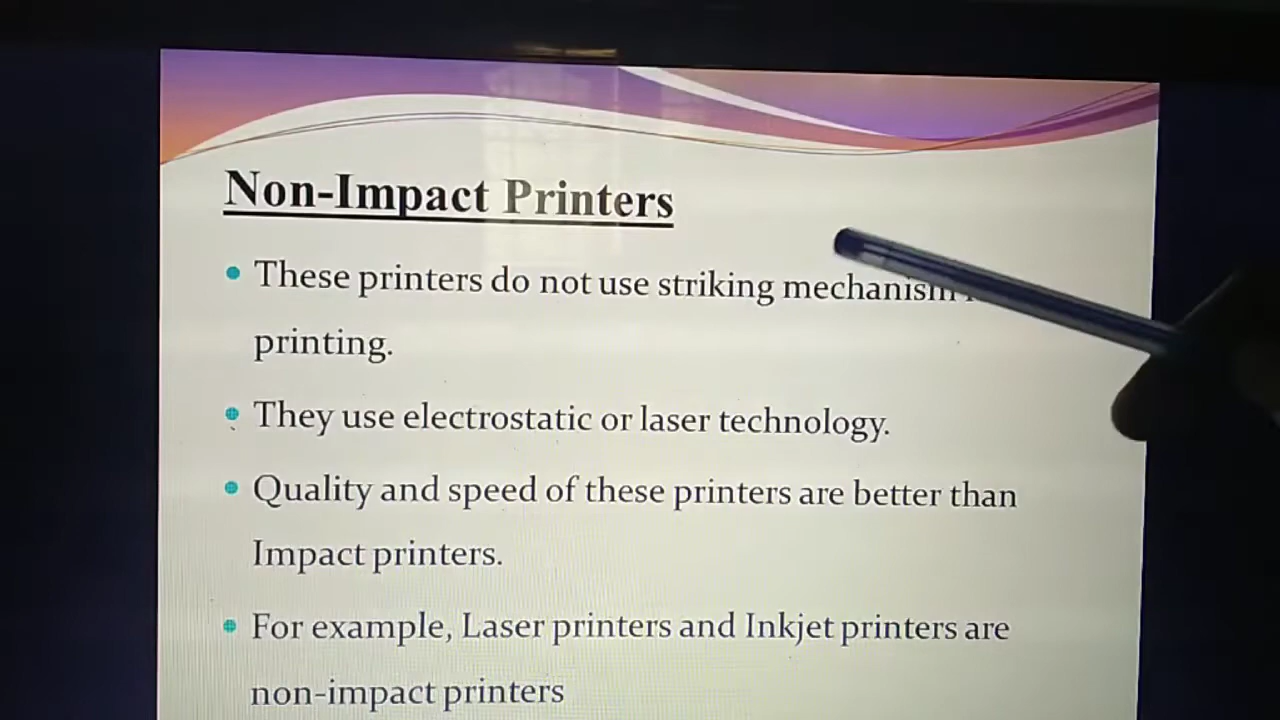 Non-Impact Printers
• These printers do not use striking mechanism
printing.
• They use electrostatic or laser technology.
• Quality and speed of these printers are better than
Impact printers.
• For example, Laser printers and Inkjet printers are
non-impact printers